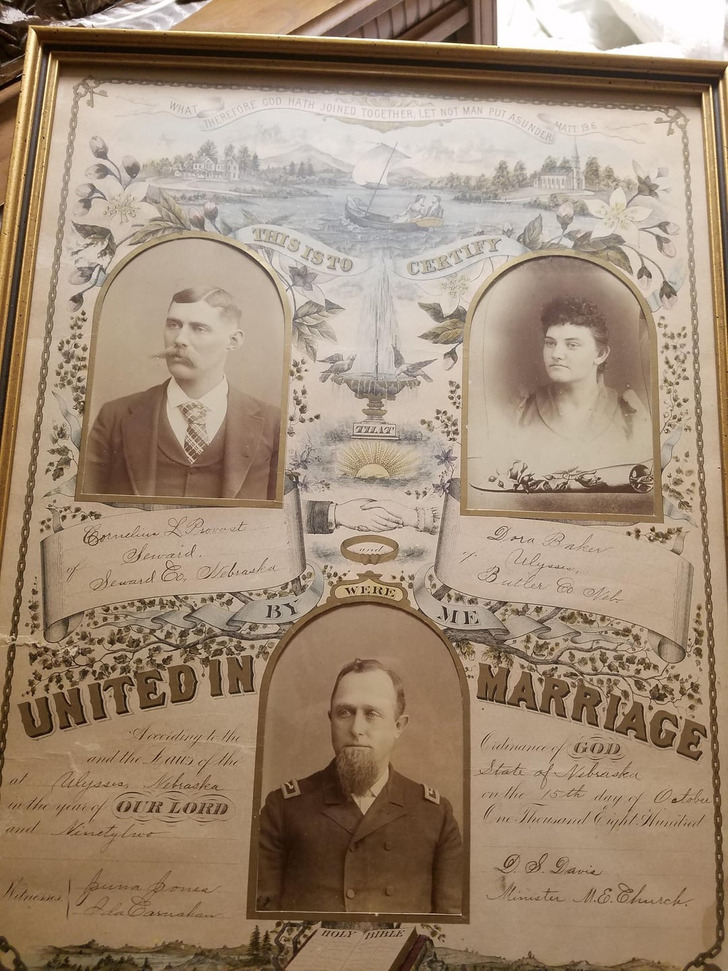 WHAT THEREFORE GOD HATH JOINED TOGETHER, LET NOT MAN PUT ASUNDER MATT 19.6
THIS IS TO CERTIFY
THAT
Cornelius L Provost
of Seward,
Seward Co, Nebraska
and
Dora Baker
of Ulysses,
Butler Co Neb.
WERE
BY ME
UNITED IN MARRIAGE
According to the Ordinance of GOD
and the Laws of the State of Nebraska
at Ulysses, Nebraska on the 15th day of October
in the year of OUR LORD One Thousand Eight Hundred
and Ninety two
Witnesses
Jones
Ida
D. S. Davis
Minister M.E. Church.
HOLY BIBLE